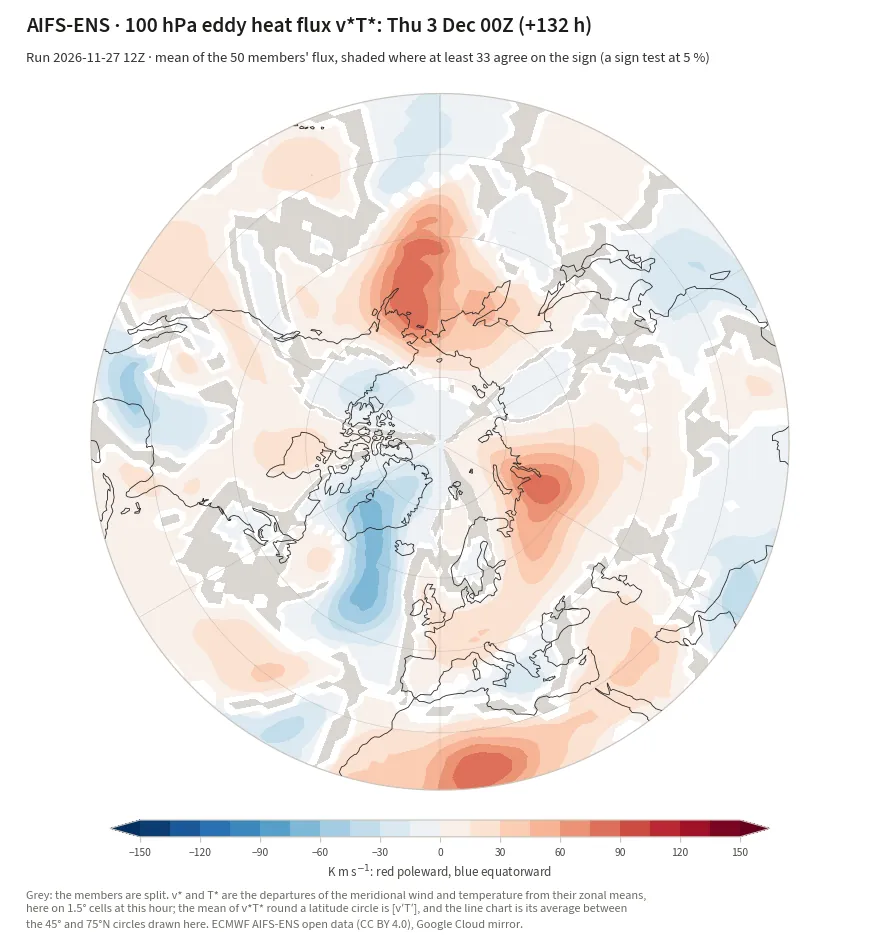 AIFS-ENS · 100 hPa eddy heat flux v*T*: Thu 3 Dec 00Z (+132 h)
Run 2026-11-27 12Z · mean of the 50 members' flux, shaded where at least 33 agree on the sign (a sign test at 5 %)
−150 −120 −90 −60 −30 0 30 60 90 120 150
K m s⁻¹: red poleward, blue equatorward
Grey: the members are split. v* and T* are the departures of the meridional wind and temperature from their zonal means,
here on 1.5° cells at this hour; the mean of v*T* round a latitude circle is [v′T′], and the line chart is its average between
the 45° and 75°N circles drawn here. ECMWF AIFS-ENS open data (CC BY 4.0), Google Cloud mirror.